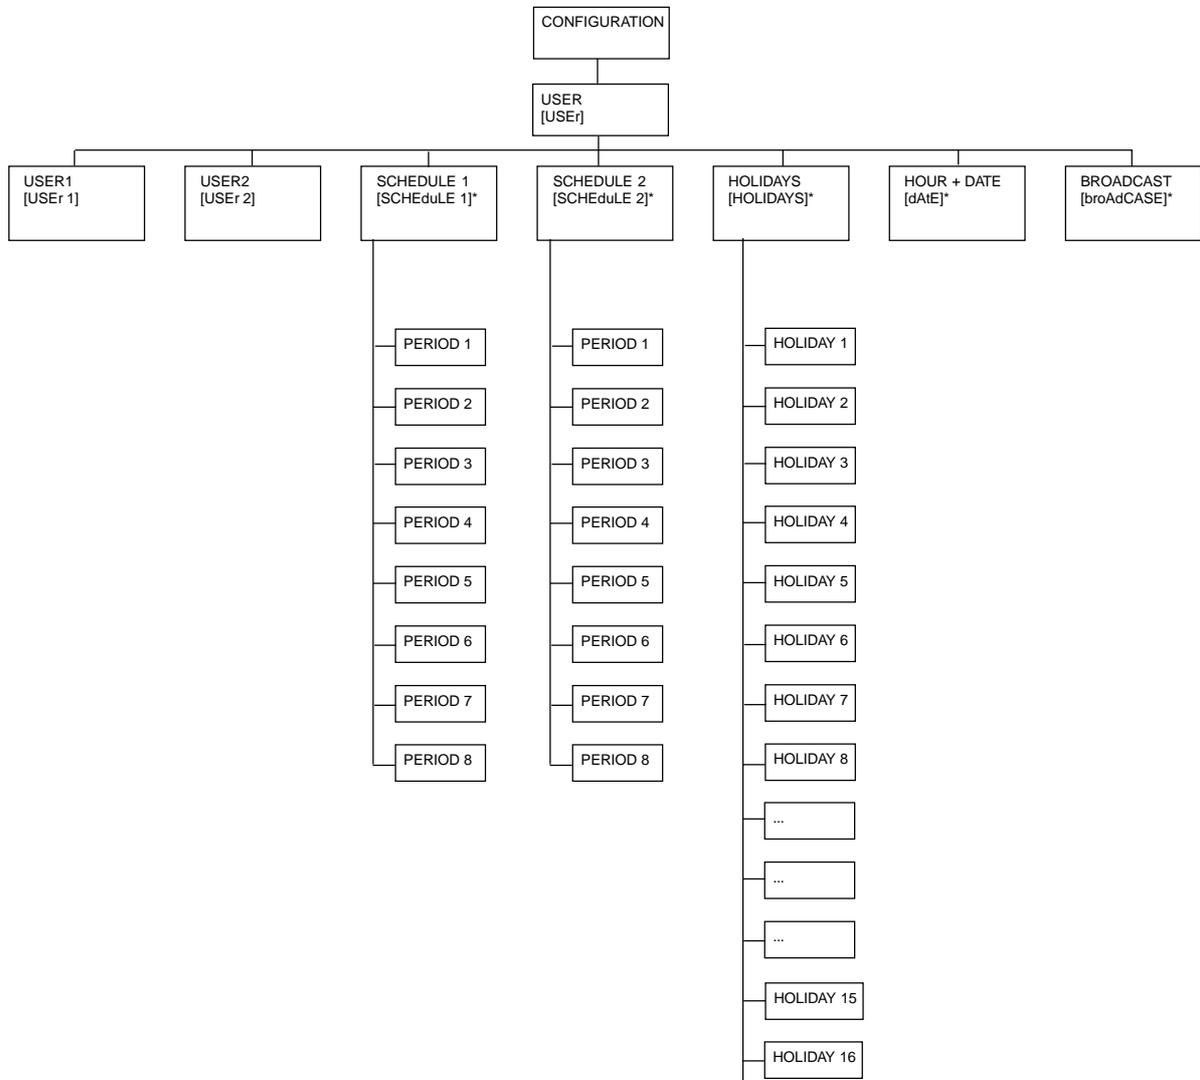 CONFIGURATION
USER
[USEr]
USER1
[USEr 1]
USER2
[USEr 2]
SCHEDULE 1
[SCHEduLE 1]*
SCHEDULE 2
[SCHEduLE 2]*
HOLIDAYS
[HOLIDAYS]*
HOUR + DATE
[dAtE]*
BROADCAST
[broAdCASE]*
PERIOD 1
PERIOD 2
PERIOD 3
PERIOD 4
PERIOD 5
PERIOD 6
PERIOD 7
PERIOD 8
PERIOD 1
PERIOD 2
PERIOD 3
PERIOD 4
PERIOD 5
PERIOD 6
PERIOD 7
PERIOD 8
HOLIDAY 1
HOLIDAY 2
HOLIDAY 3
HOLIDAY 4
HOLIDAY 5
HOLIDAY 6
HOLIDAY 7
HOLIDAY 8
...
...
...
HOLIDAY 15
HOLIDAY 16